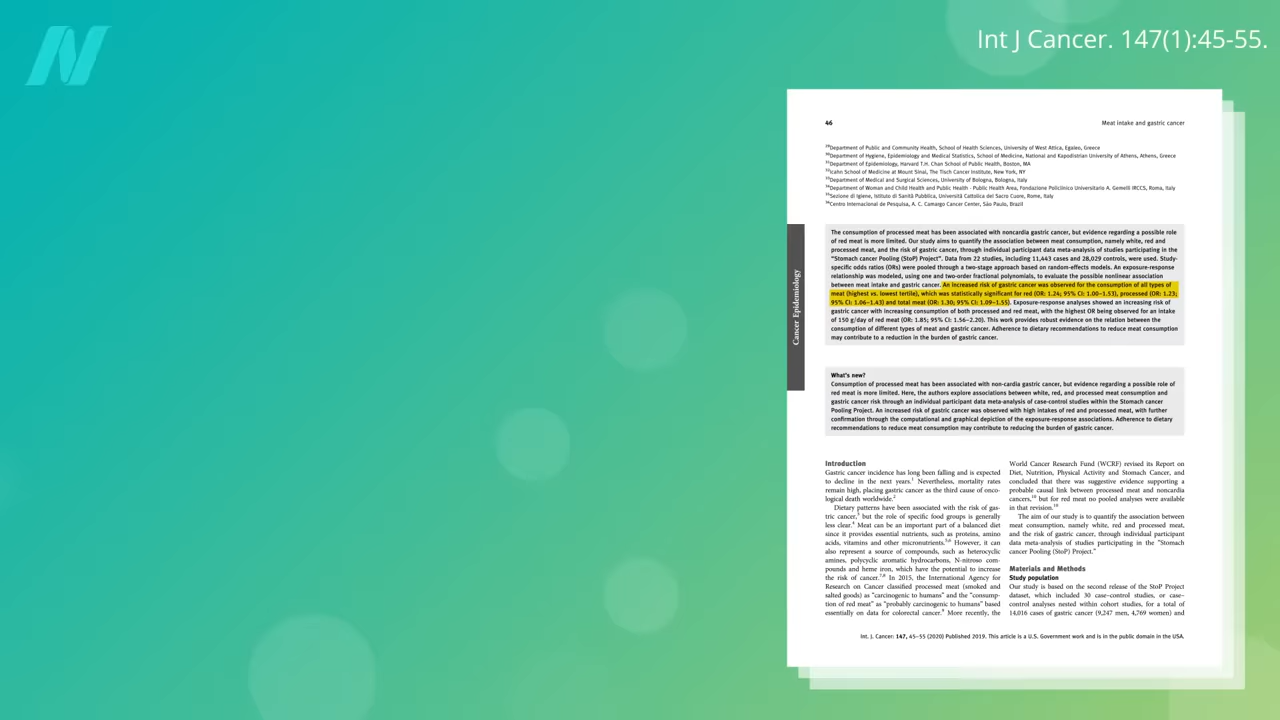 Int J Cancer. 147(1):45-55.
46
Meat intake and gastric cancer
29Department of Public and Community Health, School of Health Sciences, University of West Attica, Egaleo, Greece
30Department of Hygiene, Epidemiology and Medical Statistics, School of Medicine, National and Kapodistrian University of Athens, Athens, Greece
31Department of Epidemiology, Harvard T.H. Chan School of Public Health, Boston, MA
32Icahn School of Medicine at Mount Sinai, The Tisch Cancer Institute, New York, NY
33Department of Medical and Surgical Sciences, University of Bologna, Bologna, Italy
34Department of Woman and Child Health and Public Health - Public Health Area, Fondazione Policlinico Universitario A. Gemelli IRCCS, Roma, Italy
35Sezione di Igiene, Istituto di Sanità Pubblica, Università Cattolica del Sacro Cuore, Rome, Italy
36Centro Internacional de Pesquisa, A. C. Camargo Cancer Center, São Paulo, Brazil
Cancer Epidemiology
The consumption of processed meat has been associated with noncardia gastric cancer, but evidence regarding a possible role
of red meat is more limited. Our study aims to quantify the association between meat consumption, namely white, red and
processed meat, and the risk of gastric cancer, through individual participant data meta-analysis of studies participating in the
"Stomach cancer Pooling (StoP) Project". Data from 22 studies, including 11,443 cases and 28,029 controls, were used. Study-
specific odds ratios (ORs) were pooled through a two-stage approach based on random-effects models. An exposure-response
relationship was modeled, using one and two-order fractional polynomials, to evaluate the possible nonlinear association
between meat intake and gastric cancer. An increased risk of gastric cancer was observed for the consumption of all types of
meat (highest vs. lowest tertile), which was statistically significant for red (OR: 1.24; 95% CI: 1.00–1.53), processed (OR: 1.23;
95% CI: 1.06–1.43) and total meat (OR: 1.30; 95% CI: 1.09–1.55). Exposure-response analyses showed an increasing risk of
gastric cancer with increasing consumption of both processed and red meat, with the highest OR being observed for an intake
of 150 g/day of red meat (OR: 1.85; 95% CI: 1.56–2.20). This work provides robust evidence on the relation between the
consumption of different types of meat and gastric cancer. Adherence to dietary recommendations to reduce meat consumption
may contribute to a reduction in the burden of gastric cancer.
What's new?
Consumption of processed meat has been associated with non-cardia gastric cancer, but evidence regarding a possible role of
red meat is more limited. Here, the authors explore associations between white, red, and processed meat consumption and
gastric cancer risk through an individual participant data meta-analysis of case-control studies within the Stomach cancer
Pooling Project. An increased risk of gastric cancer was observed with high intakes of red and processed meat, with further
confirmation through the computational and graphical depiction of the exposure-response associations. Adherence to dietary
recommendations to reduce meat consumption may contribute to reducing the burden of gastric cancer.
Introduction
Gastric cancer incidence has long been falling and is expected
to decline in the next years.1 Nevertheless, mortality rates
remain high, placing gastric cancer as the third cause of onco-
logical death worldwide.2
Dietary patterns have been associated with the risk of gas-
tric cancer,3 but the role of specific food groups is generally
less clear.4 Meat can be an important part of a balanced diet
since it provides essential nutrients, such as proteins, amino
acids, vitamins and other micronutrients.5,6 However, it can
also represent a source of compounds, such as heterocyclic
amines, polycyclic aromatic hydrocarbons, N-nitroso com-
pounds and heme iron, which have the potential to increase
the risk of cancer.7,8 In 2015, the International Agency for
Research on Cancer classified processed meat (smoked and
salted goods) as "carcinogenic to humans" and the "consump-
tion of red meat" as "probably carcinogenic to humans" based
essentially on data for colorectal cancer.9 More recently, the
World Cancer Research Fund (WCRF) revised its Report on
Diet, Nutrition, Physical Activity and Stomach Cancer, and
concluded that there was suggestive evidence supporting a
probable causal link between processed meat and noncardia
cancers,10 but for red meat no pooled analyses were available
in that revision.10
The aim of our study is to quantify the association between
meat consumption, namely white, red and processed meat,
and the risk of gastric cancer, through individual participant
data meta-analysis of studies participating in the "Stomach
cancer Pooling (StoP) Project."
Materials and Methods
Study population
Our study is based on the second release of the StoP Project
dataset, which included 30 case–control studies, or case–
control analyses nested within cohort studies, for a total of
14,016 cases of gastric cancer (9,247 men, 4,769 women) and
Int. J. Cancer: 147, 45–55 (2020) Published 2019. This article is a U.S. Government work and is in the public domain in the USA.